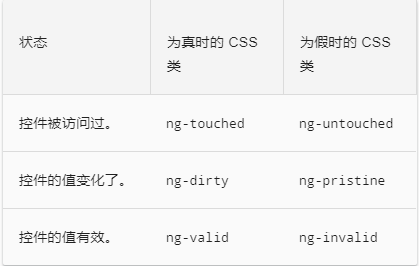 状态
为真时的 CSS
类
为假时的 CSS
类
控件被访问过。
ng-touched
ng-untouched
控件的值变化了。
ng-dirty
ng-pristine
控件的值有效。
ng-valid
ng-invalid